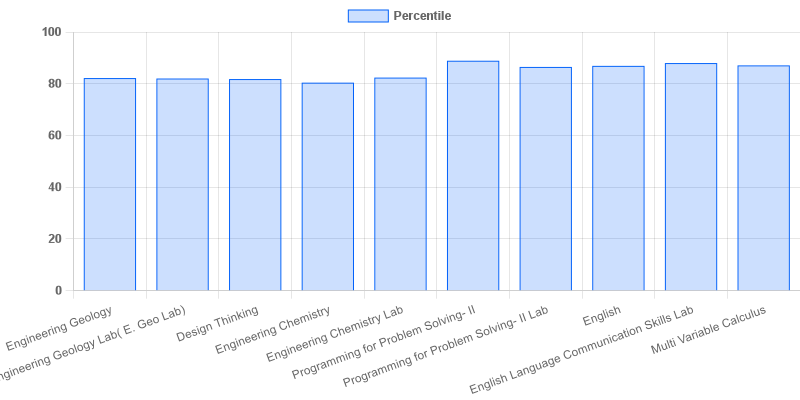 Percentile
100
80
60
40
20
0
Engineering Geology
ngineering Geology Lab( E. Geo Lab)
Design Thinking
Engineering Chemistry
Engineering Chemistry Lab
Programming for Problem Solving- II
Programming for Problem Solving- II Lab
English
English Language Communication Skills Lab
Multi Variable Calculus